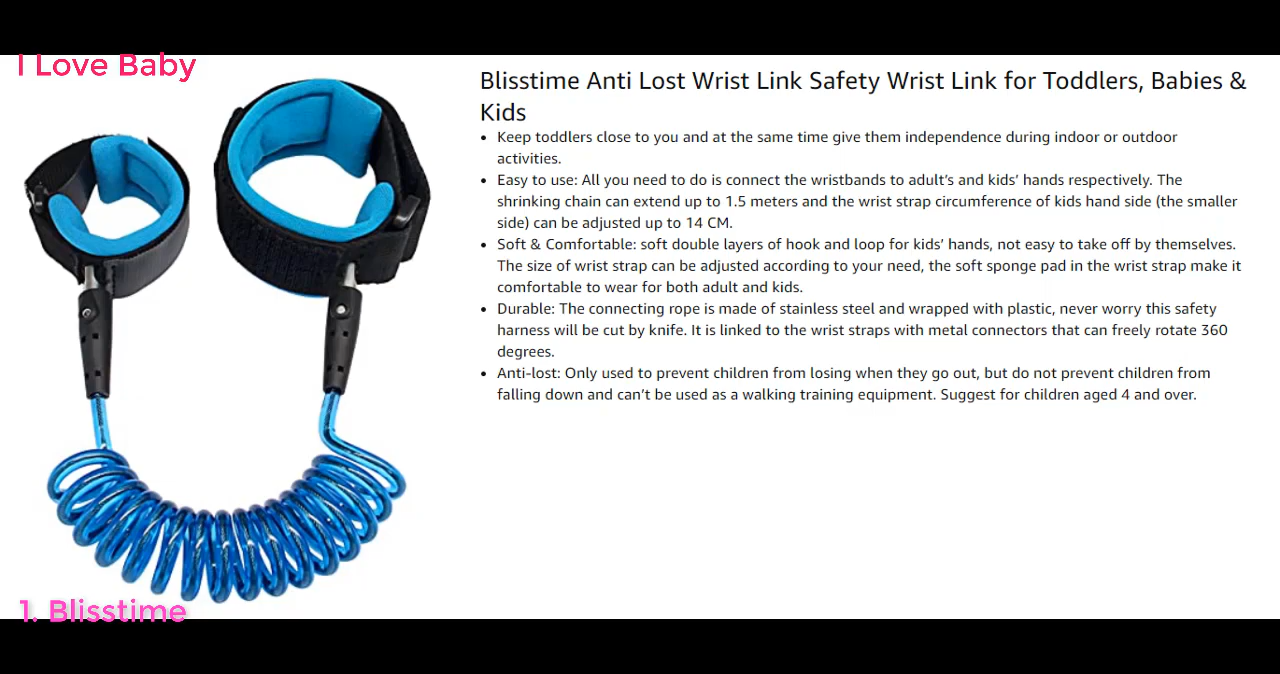 I Love Baby
Blisstime Anti Lost Wrist Link Safety Wrist Link for Toddlers, Babies &
Kids
• Keep toddlers close to you and at the same time give them independence during indoor or outdoor
activities.
• Easy to use: All you need to do is connect the wristbands to adult’s and kids’ hands respectively. The
shrinking chain can extend up to 1.5 meters and the wrist strap circumference of kids hand side (the smaller
side) can be adjusted up to 14 CM.
• Soft & Comfortable: soft double layers of hook and loop for kids’ hands, not easy to take off by themselves.
The size of wrist strap can be adjusted according to your need, the soft sponge pad in the wrist strap make it
comfortable to wear for both adult and kids.
• Durable: The connecting rope is made of stainless steel and wrapped with plastic, never worry this safety
harness will be cut by knife. It is linked to the wrist straps with metal connectors that can freely rotate 360
degrees.
• Anti-lost: Only used to prevent children from losing when they go out, but do not prevent children from
falling down and can’t be used as a walking training equipment. Suggest for children aged 4 and over.
1. Blisstime